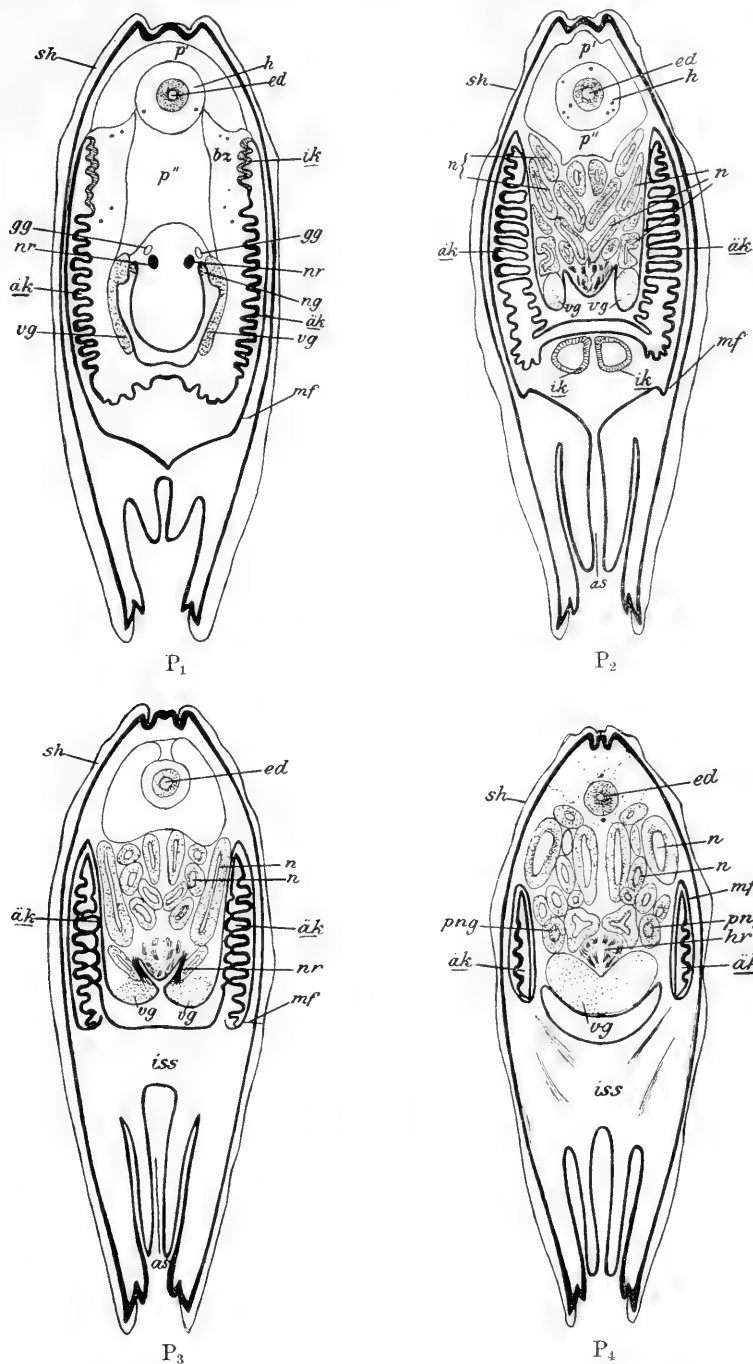 p'
sh
h
ed
bz
ik
p''
gg
gg
nr
nr
ng
äk
äk
vg
vg
mf
P₁
p'
ed
sh
h
p''
n
n
äk
äk
vg vg
mf
ik
ik
as
P₂
sh
ed
n
n
äk
äk
nr
mf
vg
vg
iss
as
P₃
sh
ed
n
n
mf
png
hr
äk
äk
vg
iss
P₄